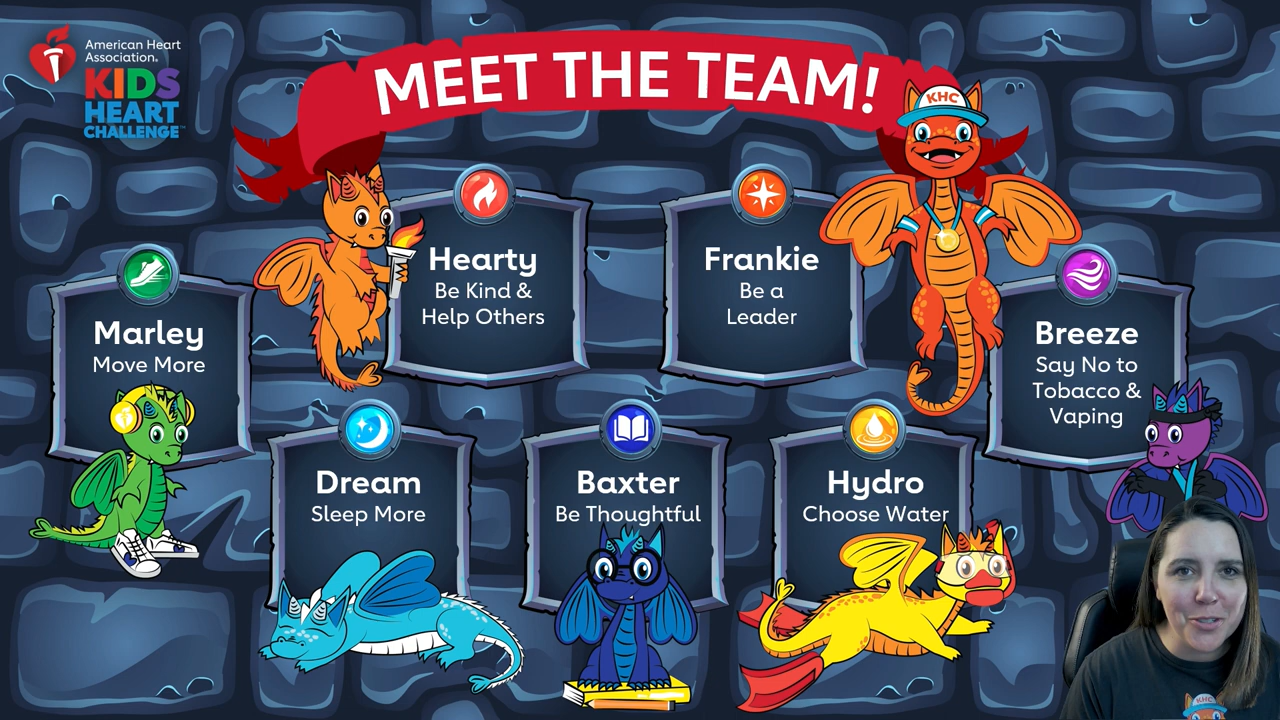 American Heart
Association®
KIDS
HEART
CHALLENGE™
MEET THE TEAM!
KHC
Hearty
Be Kind &
Help Others
Frankie
Be a
Leader
Marley
Move More
Breeze
Say No to
Tobacco &
Vaping
Dream
Sleep More
Baxter
Be Thoughtful
Hydro
Choose Water
KHC